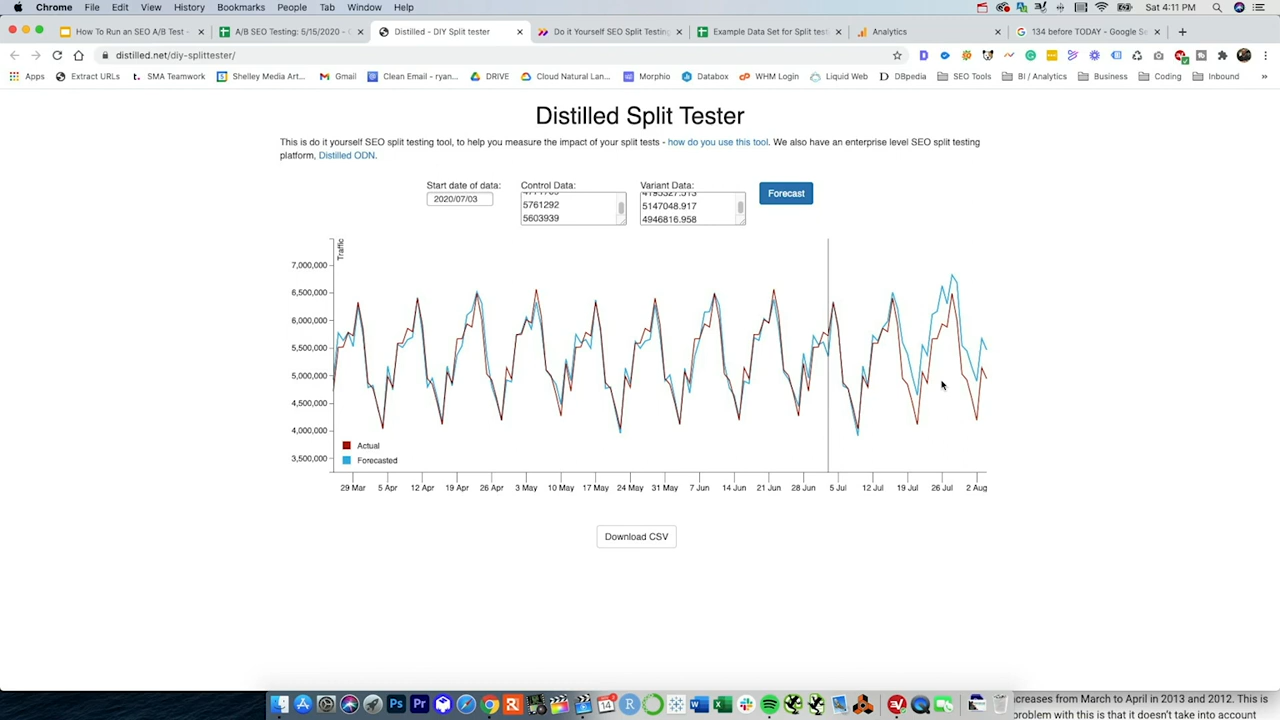 Chrome File Edit View History Bookmarks People Tab Window Help
Sat 4:11 PM
How To Run an SEO A/B Test -
A/B SEO Testing: 5/15/2020 -
Distilled - DIY Split tester
Do it Yourself SEO Split Testing
Example Data Set for Split test
Analytics
134 before TODAY - Google Se
distilled.net/diy-splittester/
Apps Extract URLs SMA Teamwork Shelley Media Art... Gmail Clean Email - ryan... DRIVE Cloud Natural Lan... Morphio Databox WHM Login Liquid Web DBpedia SEO Tools BI / Analytics Business Coding Inbound »
Distilled Split Tester
This is do it yourself SEO split testing tool, to help you measure the impact of your split tests - how do you use this tool. We also have an enterprise level SEO split testing
platform, Distilled ODN.
Start date of data: Control Data: Variant Data:
2020/07/03
5761292
5603939
5147048.917
4946816.958
Forecast
Traffic
7,000,000
6,500,000
6,000,000
5,500,000
5,000,000
4,500,000
4,000,000
3,500,000
Actual
Forecasted
29 Mar 5 Apr 12 Apr 19 Apr 26 Apr 3 May 10 May 17 May 24 May 31 May 7 Jun 14 Jun 21 Jun 28 Jun 5 Jul 12 Jul 19 Jul 26 Jul 2 Aug
Download CSV
creases from March to April in 2013 and 2012. This is
problem with this is that it doesn't take into account